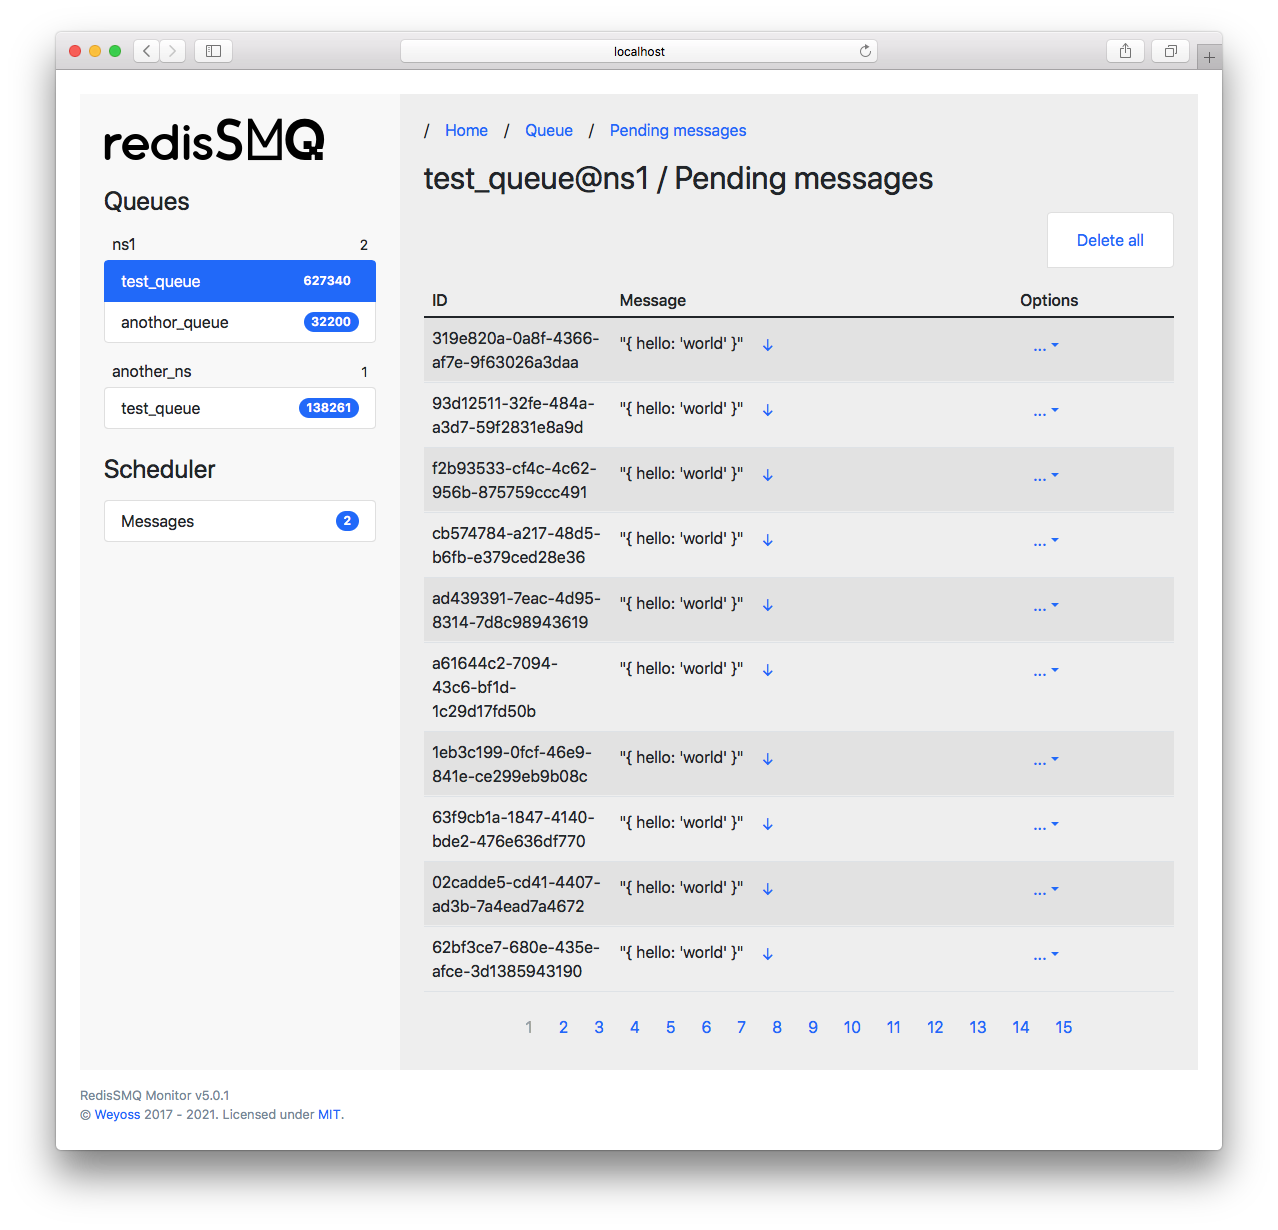 localhost
redisSMQ
/ Home / Queue / Pending messages
test_queue@ns1 / Pending messages
Delete all
Queues
ns1 2
test_queue 627340
anothor_queue 32200
another_ns 1
test_queue 138261
Scheduler
Messages 2
ID Message Options
319e820a-0a8f-4366-
af7e-9f63026a3daa
"{ hello: 'world' }" ↓ ...
93d12511-32fe-484a-
a3d7-59f2831e8a9d
"{ hello: 'world' }" ↓ ...
f2b93533-cf4c-4c62-
956b-875759ccc491
"{ hello: 'world' }" ↓ ...
cb574784-a217-48d5-
b6fb-e379ced28e36
"{ hello: 'world' }" ↓ ...
ad439391-7eac-4d95-
8314-7d8c98943619
"{ hello: 'world' }" ↓ ...
a61644c2-7094-
43c6-bf1d-
1c29d17fd50b
"{ hello: 'world' }" ↓ ...
1eb3c199-0fcf-46e9-
841e-ce299eb9b08c
"{ hello: 'world' }" ↓ ...
63f9cb1a-1847-4140-
bde2-476e636df770
"{ hello: 'world' }" ↓ ...
02cadde5-cd41-4407-
ad3b-7a4ead7a4672
"{ hello: 'world' }" ↓ ...
62bf3ce7-680e-435e-
afce-3d1385943190
"{ hello: 'world' }" ↓ ...
1 2 3 4 5 6 7 8 9 10 11 12 13 14 15
RedisSMQ Monitor v5.0.1
© Weyoss 2017 - 2021. Licensed under MIT.